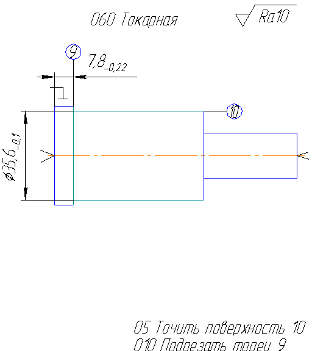 060 Токарная
Ra10
9
7,8-0,22
10
⌀35,6-0,1
05 Точить поверхность 10
010 Подрезать торец 9